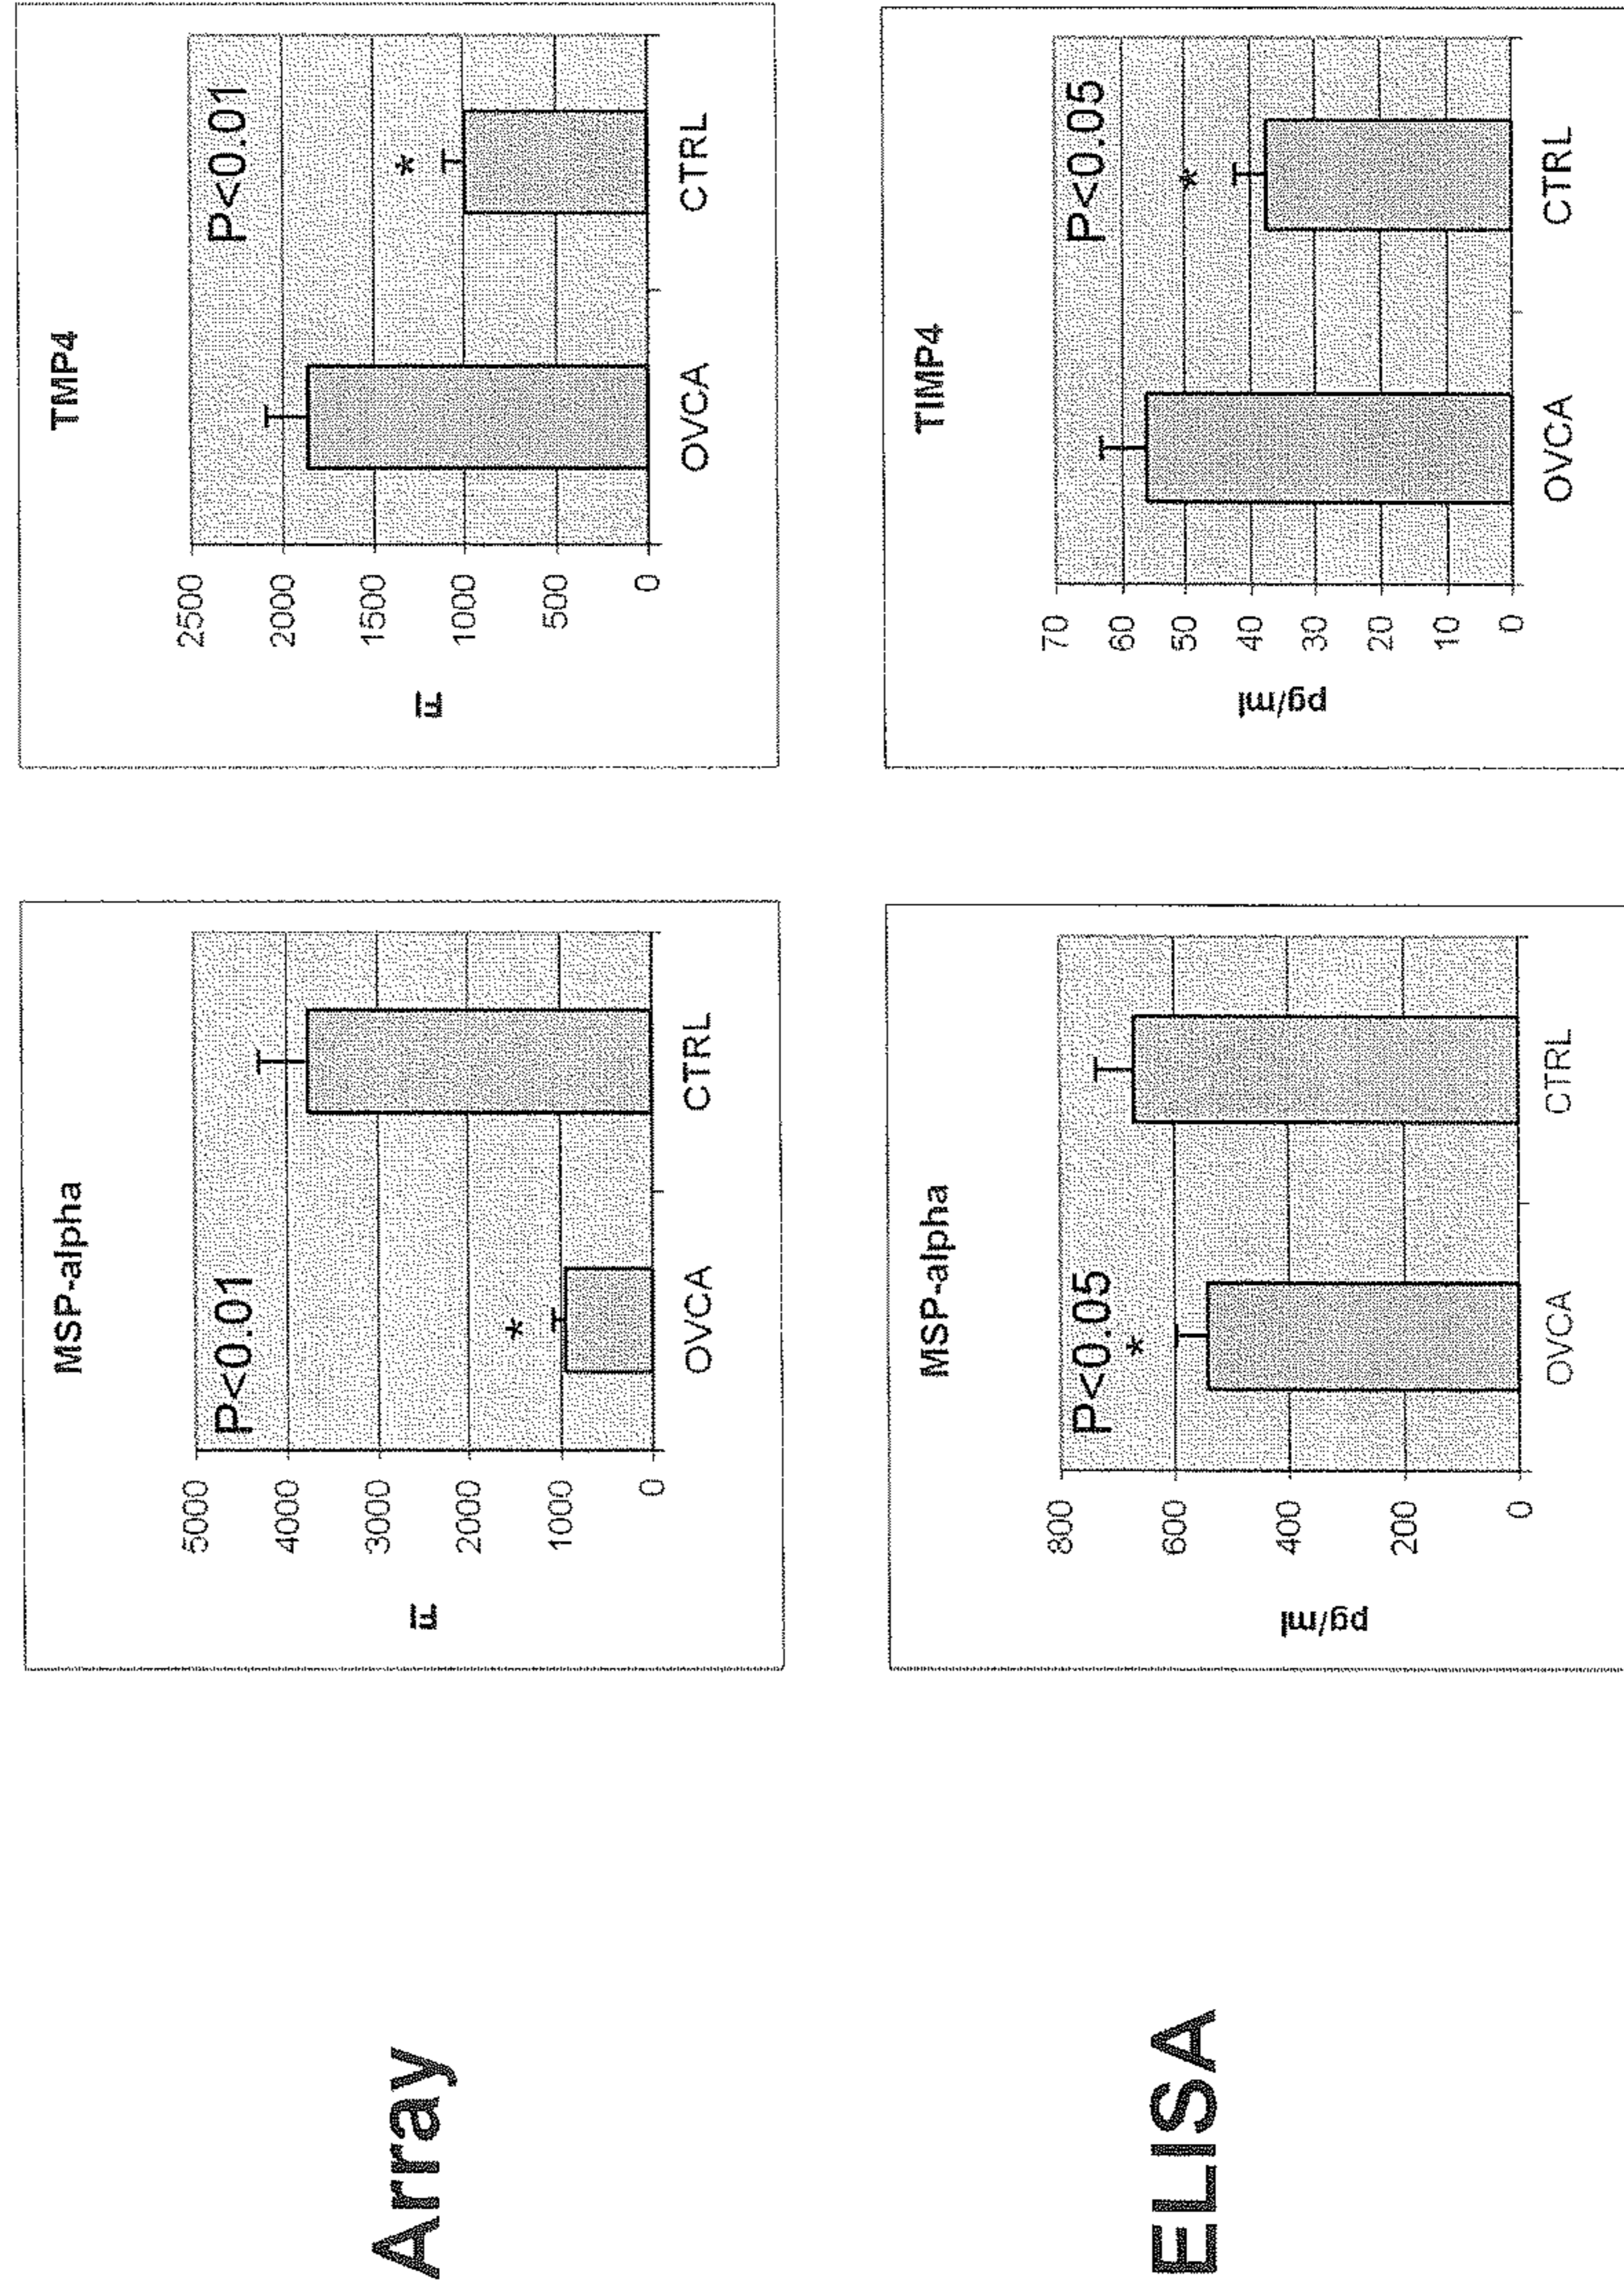 Array
MSP-alpha
FI
5000
4000
3000
2000
1000
0
P<0.01
*
OVCA
CTRL
TMP4
FI
2500
2000
1500
1000
500
0
P<0.01
*
OVCA
CTRL
ELISA
MSP-alpha
pg/ml
800
600
400
200
0
P<0.05
*
OVCA
CTRL
TIMP4
pg/ml
70
60
50
40
30
20
10
0
P<0.05
*
OVCA
CTRL